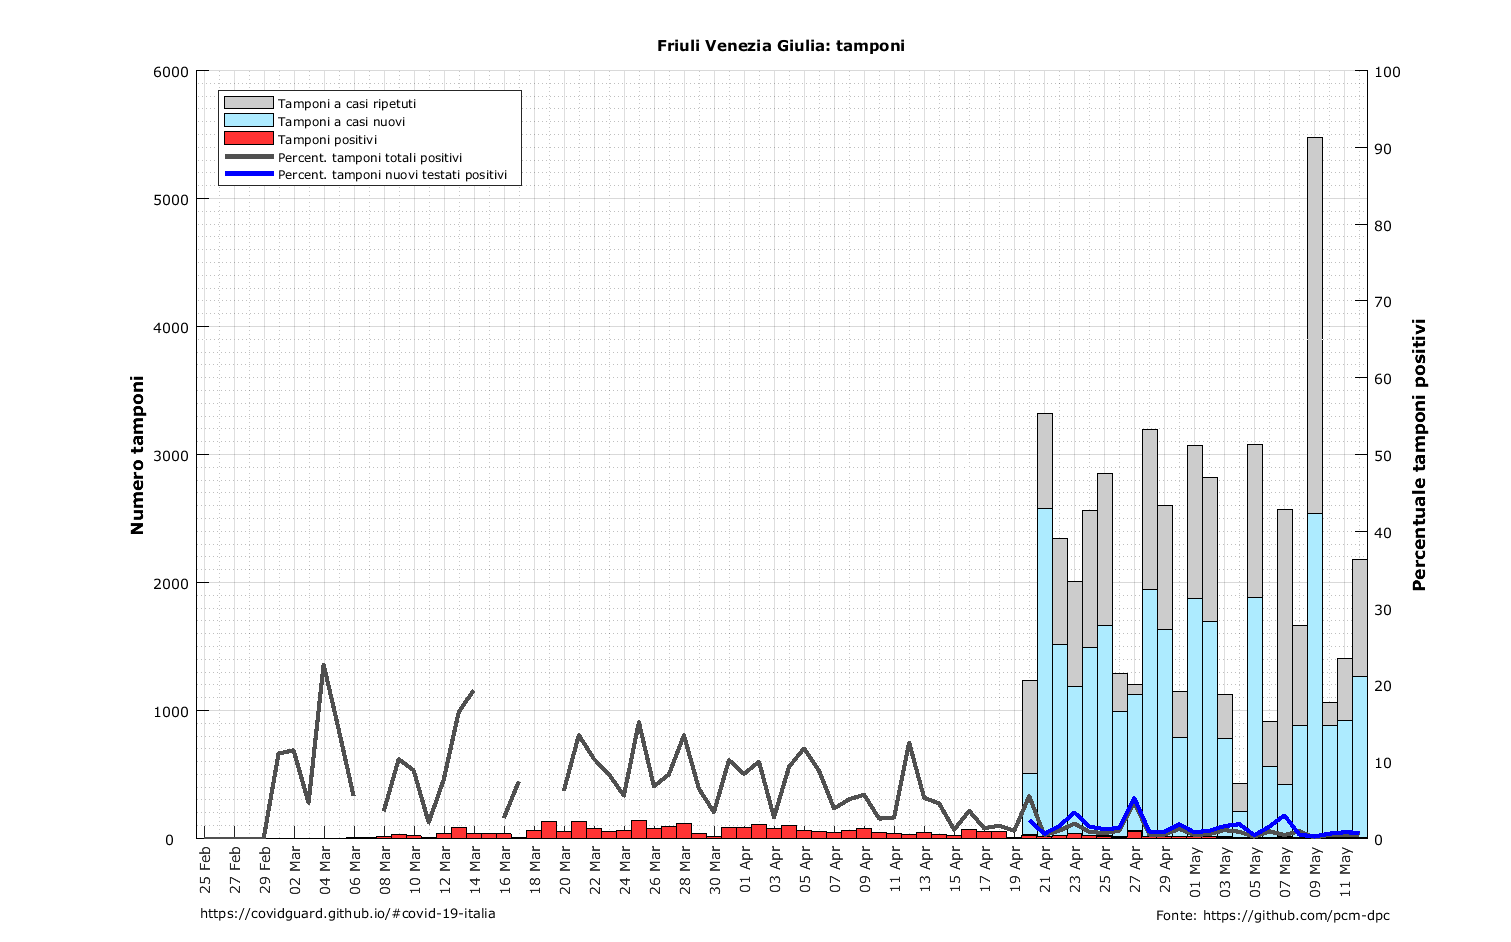 Friuli Venezia Giulia: tamponi
6000
5000
4000
3000
2000
1000
0
Numero tamponi
Tamponi a casi ripetuti
Tamponi a casi nuovi
Tamponi positivi
Percent. tamponi totali positivi
Percent. tamponi nuovi testati positivi
100
90
80
70
60
50
40
30
20
10
0
Percentuale tamponi positivi
25 Feb
27 Feb
29 Feb
02 Mar
04 Mar
06 Mar
08 Mar
10 Mar
12 Mar
14 Mar
16 Mar
18 Mar
20 Mar
22 Mar
24 Mar
26 Mar
28 Mar
30 Mar
01 Apr
03 Apr
05 Apr
07 Apr
09 Apr
11 Apr
13 Apr
15 Apr
17 Apr
19 Apr
21 Apr
23 Apr
25 Apr
27 Apr
29 Apr
01 May
03 May
05 May
07 May
09 May
11 May
https://covidguard.github.io/#covid-19-italia
Fonte: https://github.com/pcm-dpc